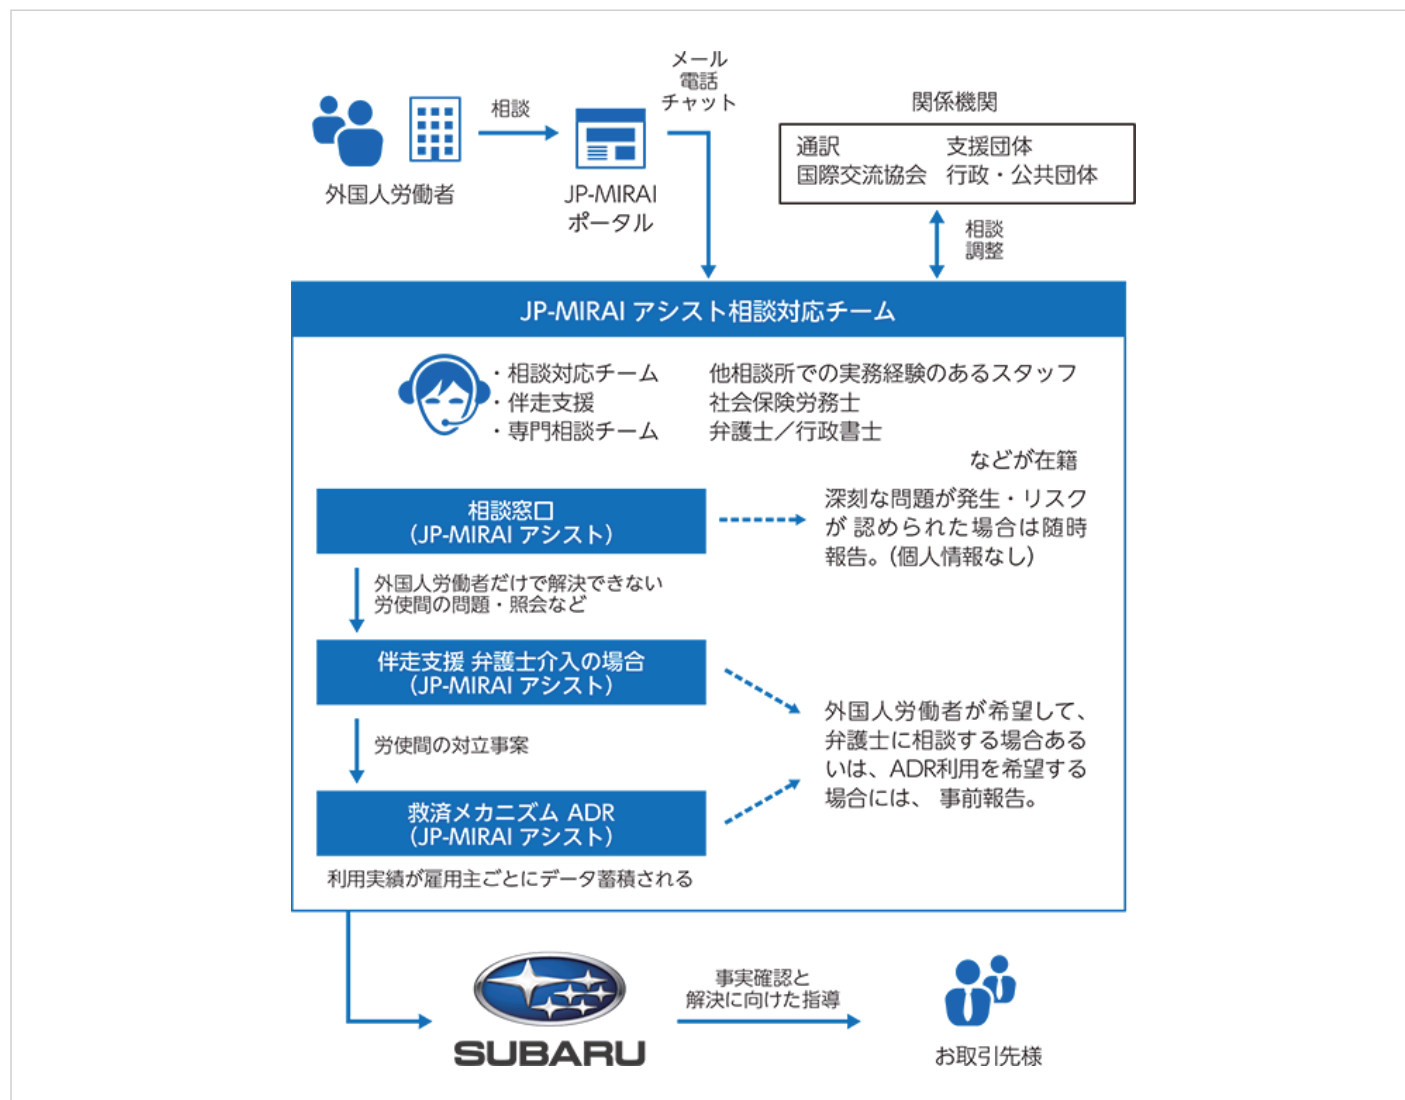 外国人労働者
相談
JP-MIRAI
ポータル
メール
電話
チャット
関係機関
通訳 支援団体
国際交流協会 行政・公共団体
相談
調整
JP-MIRAI アシスト相談対応チーム
・相談対応チーム 他相談所での実務経験のあるスタッフ
・伴走支援 社会保険労務士
・専門相談チーム 弁護士／行政書士
などが在籍
相談窓口
（JP-MIRAI アシスト）
深刻な問題が発生・リスク
が 認められた場合は随時
報告。（個人情報なし）
外国人労働者だけで解決できない
労使間の問題・照会など
伴走支援 弁護士介入の場合
（JP-MIRAI アシスト）
労使間の対立事案
救済メカニズム ADR
（JP-MIRAI アシスト）
外国人労働者が希望して、
弁護士に相談する場合ある
いは、ADR利用を希望する
場合には、 事前報告。
利用実績が雇用主ごとにデータ蓄積される
SUBARU
事実確認と
解決に向けた指導
お取引先様